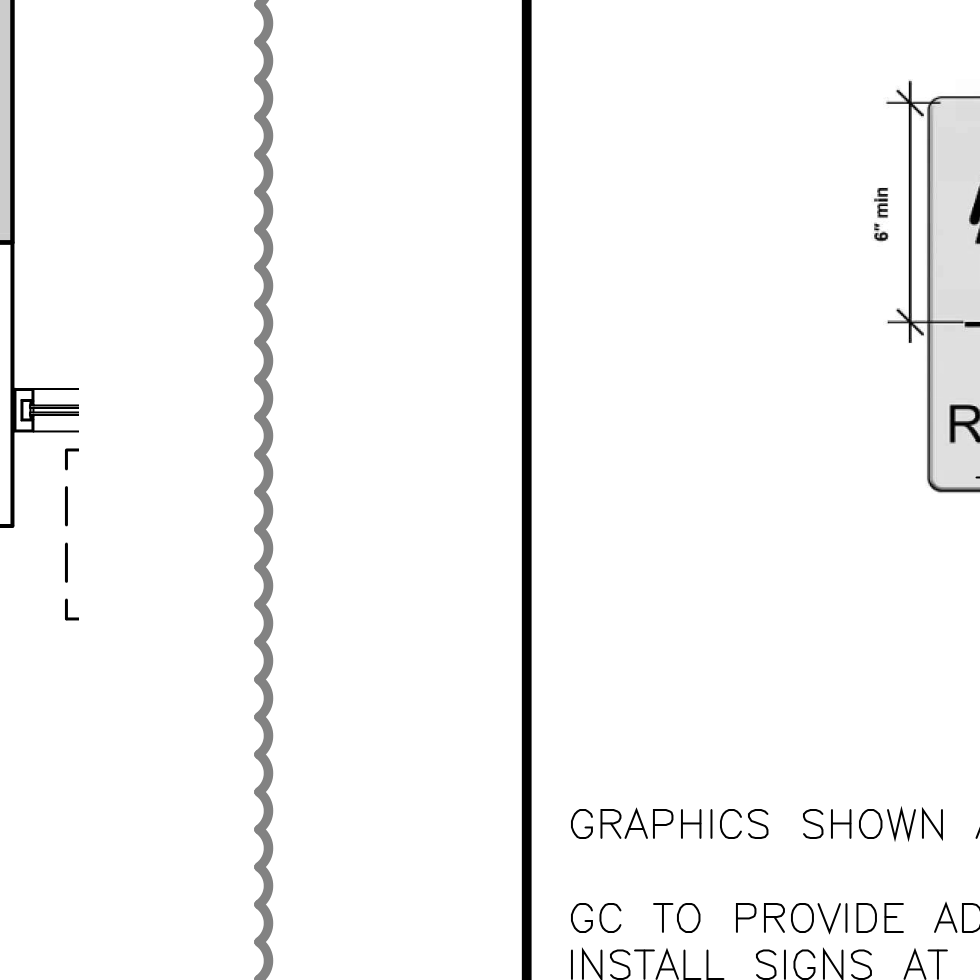 6" min
R
GRAPHICS SHOWN
GC TO PROVIDE AD
INSTALL SIGNS AT